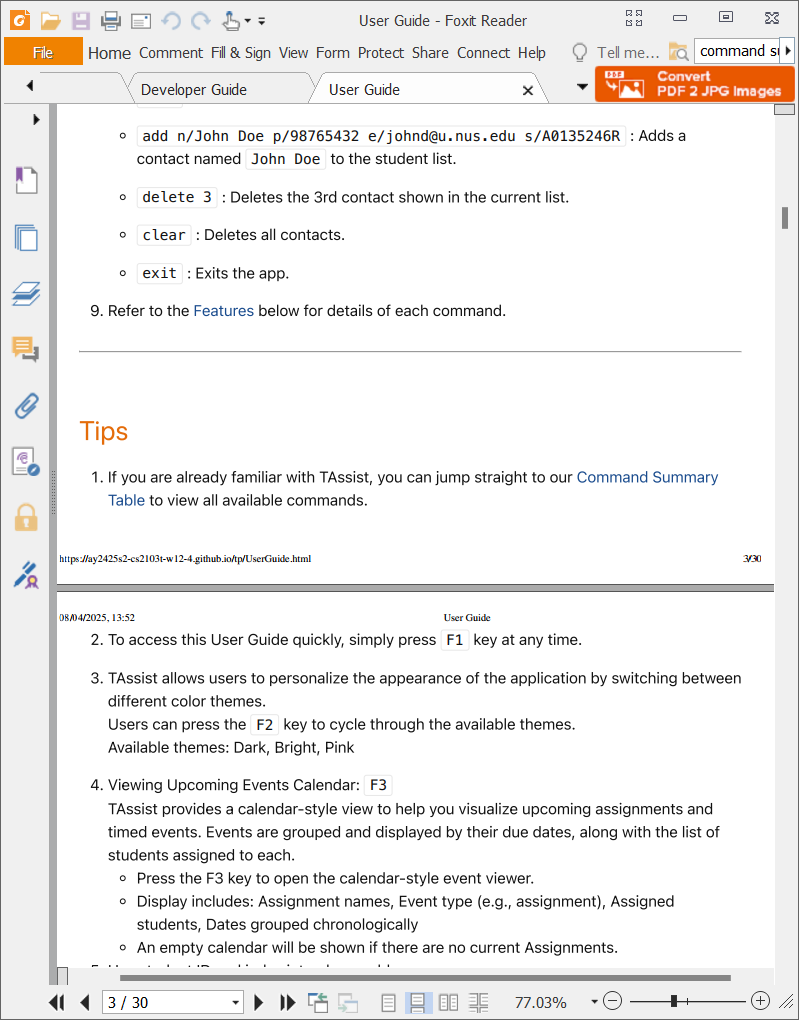 User Guide - Foxit Reader
File Home Comment Fill & Sign View Form Protect Share Connect Help Tell me... command su
Developer Guide
User Guide
PDF
Convert
PDF 2 JPG Images
add n/John Doe p/98765432 e/johnd@u.nus.edu s/A0135246R : Adds a
contact named John Doe to the student list.
delete 3 : Deletes the 3rd contact shown in the current list.
clear : Deletes all contacts.
exit : Exits the app.
9. Refer to the Features below for details of each command.
Tips
1. If you are already familiar with TAssist, you can jump straight to our Command Summary
Table to view all available commands.
https://ay2425s2-cs2103t-w12-4.github.io/tp/UserGuide.html 3/30
08/04/2025, 13:52 User Guide
2. To access this User Guide quickly, simply press F1 key at any time.
3. TAssist allows users to personalize the appearance of the application by switching between
different color themes.
Users can press the F2 key to cycle through the available themes.
Available themes: Dark, Bright, Pink
4. Viewing Upcoming Events Calendar: F3
TAssist provides a calendar-style view to help you visualize upcoming assignments and
timed events. Events are grouped and displayed by their due dates, along with the list of
students assigned to each.
Press the F3 key to open the calendar-style event viewer.
Display includes: Assignment names, Event type (e.g., assignment), Assigned
students, Dates grouped chronologically
An empty calendar will be shown if there are no current Assignments.
3 / 30
77.03%